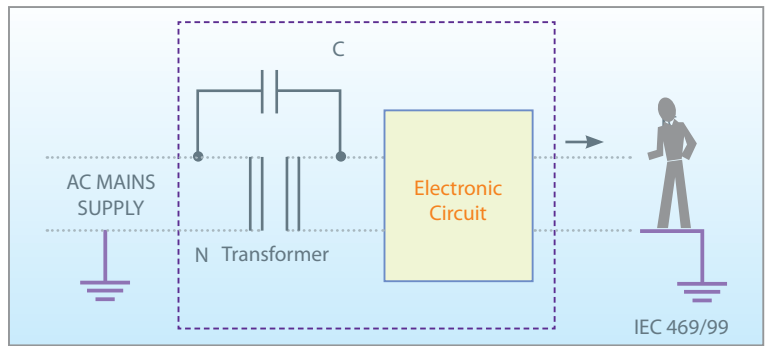 C
AC MAINS
SUPPLY
Electronic
Circuit
N Transformer
IEC 469/99